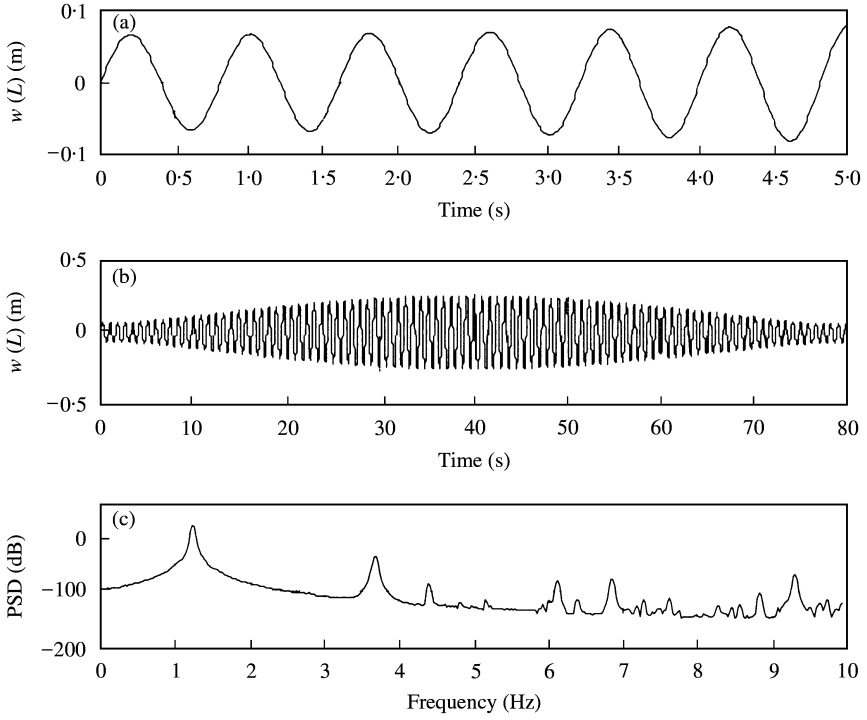 0·1
(a)
w (L) (m)
0
−0·1
0 0·5 1·0 1·5 2·0 2·5 3·0 3·5 4·0 4·5 5·0
Time (s)
0·5
(b)
w (L) (m)
0
−0·5
0 10 20 30 40 50 60 70 80
Time (s)
(c)
0
PSD (dB)
−100
−200
0 1 2 3 4 5 6 7 8 9 10
Frequency (Hz)